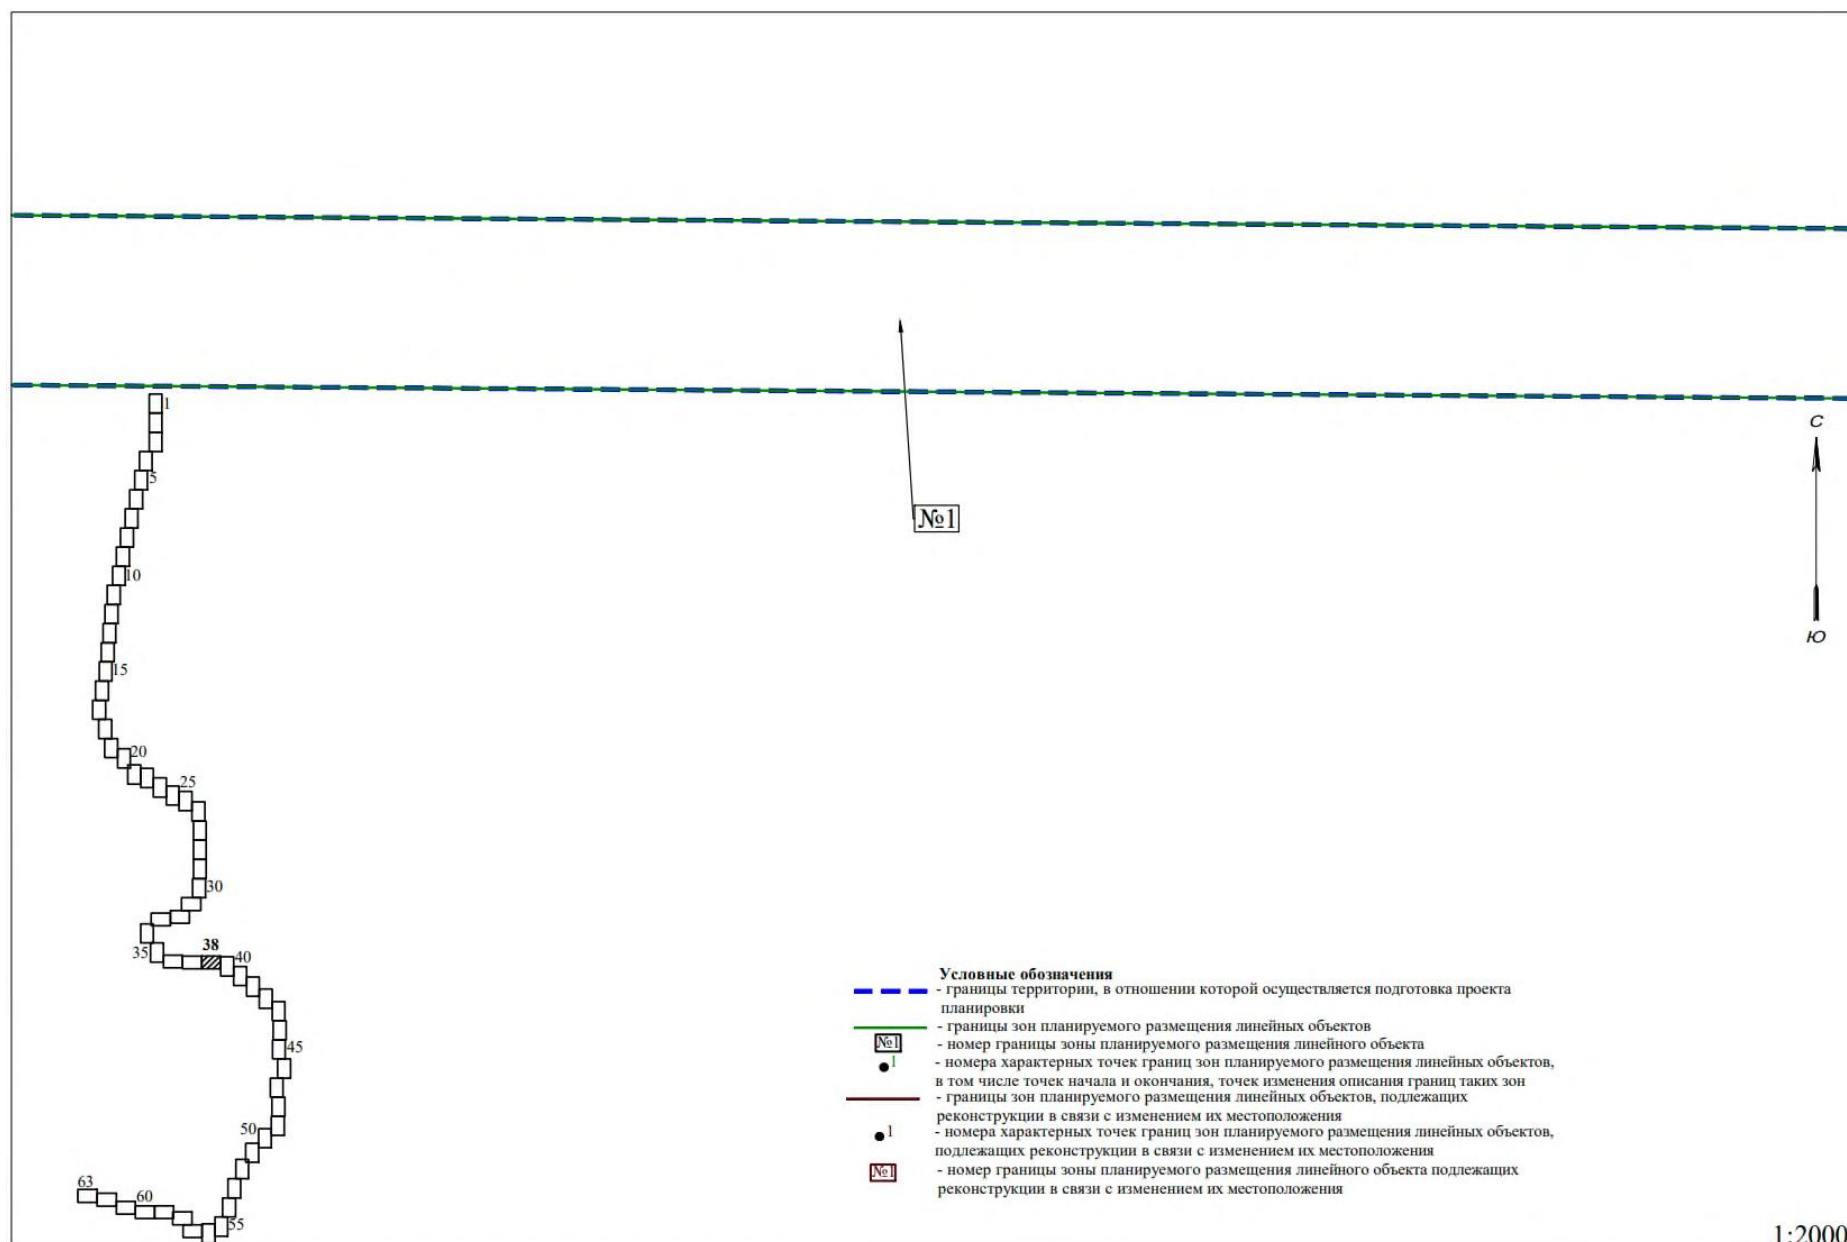 1
С
5
№1
10
Ю
15
20
25
30
35
38
40
Условные обозначения
- границы территории, в отношении которой осуществляется подготовка проекта
планировки
- границы зон планируемого размещения линейных объектов
№1
- номер границы зоны планируемого размещения линейного объекта
1
- номера характерных точек границ зон планируемого размещения линейных объектов,
в том числе точек начала и окончания, точек изменения описания границ таких зон
- границы зон планируемого размещения линейных объектов, подлежащих
реконструкции в связи с изменением их местоположения
1
- номера характерных точек границ зон планируемого размещения линейных объектов,
подлежащих реконструкции в связи с изменением их местоположения
№1
- номер границы зоны планируемого размещения линейного объекта подлежащих
реконструкции в связи с изменением их местоположения
45
50
63
60
55
1:2000